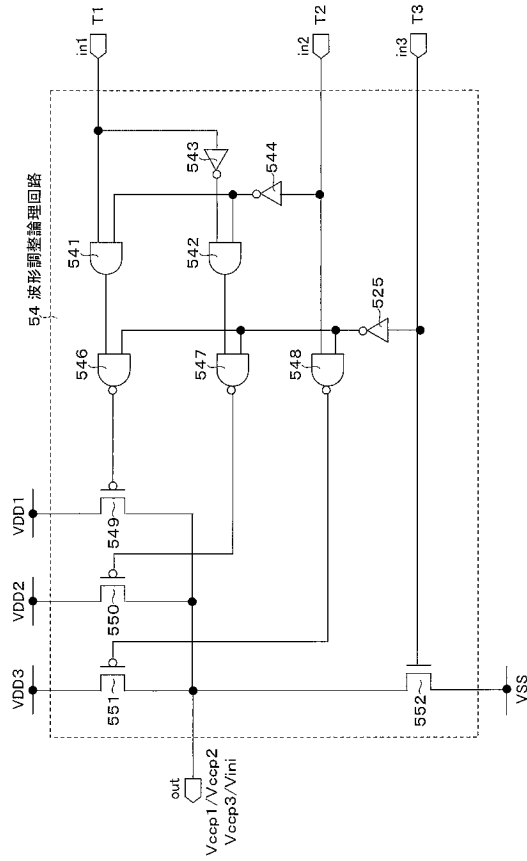 54 波形調整論理回路
in1
T1
in2
T2
in3
T3
541
542
543
544
525
546
547
548
VDD1
VDD2
VDD3
549
550
551
552
VSS
out
Vccp1/Vccp2
Vccp3/Vini